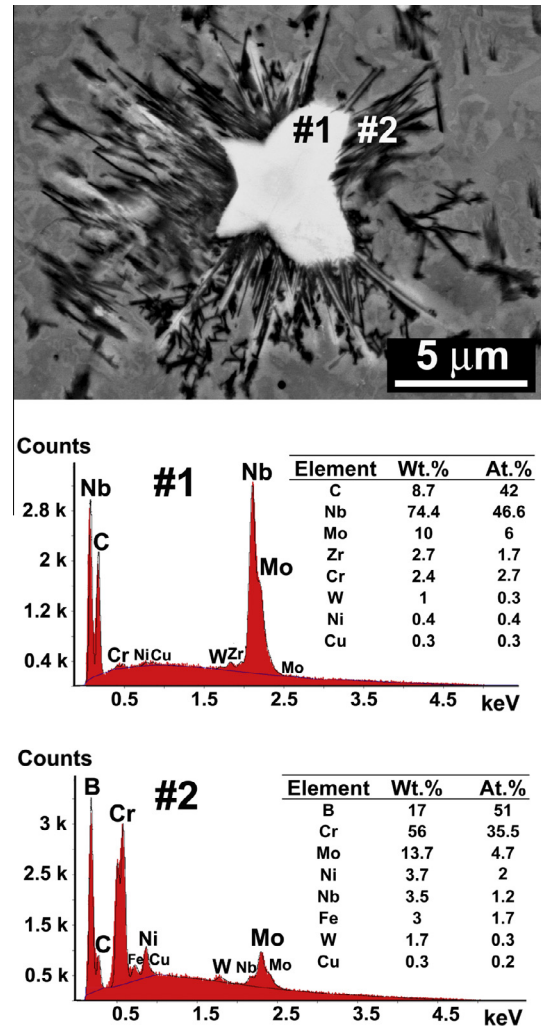 #1 #2
5 μm
Counts
#1
Nb
C
2.8 k
2 k
1.2 k
0.4 k
Cr Ni Cu W Zr Nb Mo Mo
0.5 1.5 2.5 3.5 4.5 keV
Element Wt.% At.%
C 8.7 42
Nb 74.4 46.6
Mo 10 6
Zr 2.7 1.7
Cr 2.4 2.7
W 1 0.3
Ni 0.4 0.4
Cu 0.3 0.3
Counts
#2
B
Cr
3 k
2.5 k
1.5 k
0.5 k
C Fe Ni Cu W Nb Mo Mo
0.5 1.5 2.5 3.5 4.5 keV
Element Wt.% At.%
B 17 51
Cr 56 35.5
Mo 13.7 4.7
Ni 3.7 2
Nb 3.5 1.2
Fe 3 1.7
W 1.7 0.3
Cu 0.3 0.2